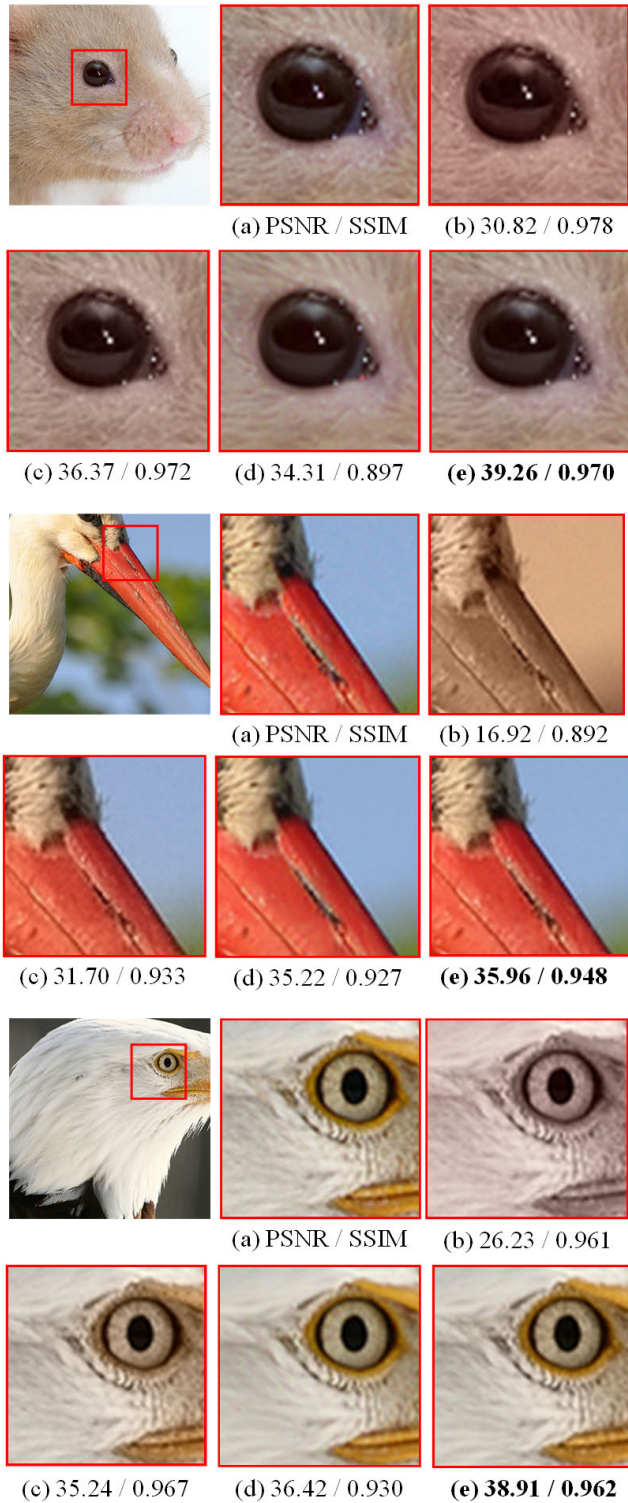 (a) PSNR / SSIM (b) 30.82 / 0.978
(c) 36.37 / 0.972 (d) 34.31 / 0.897 (e) 39.26 / 0.970
(a) PSNR / SSIM (b) 16.92 / 0.892
(c) 31.70 / 0.933 (d) 35.22 / 0.927 (e) 35.96 / 0.948
(a) PSNR / SSIM (b) 26.23 / 0.961
(c) 35.24 / 0.967 (d) 36.42 / 0.930 (e) 38.91 / 0.962